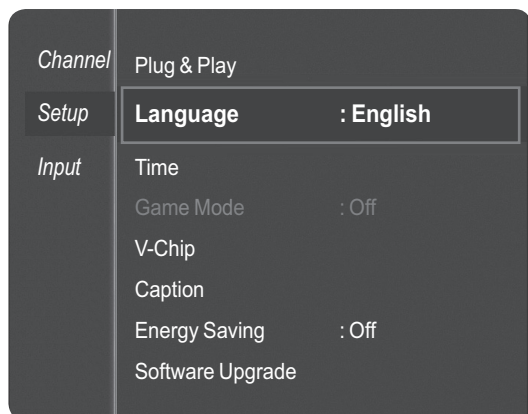 Channel
Setup
Input
Plug & Play
Language : English
Time
Game Mode : Off
V-Chip
Caption
Energy Saving : Off
Software Upgrade